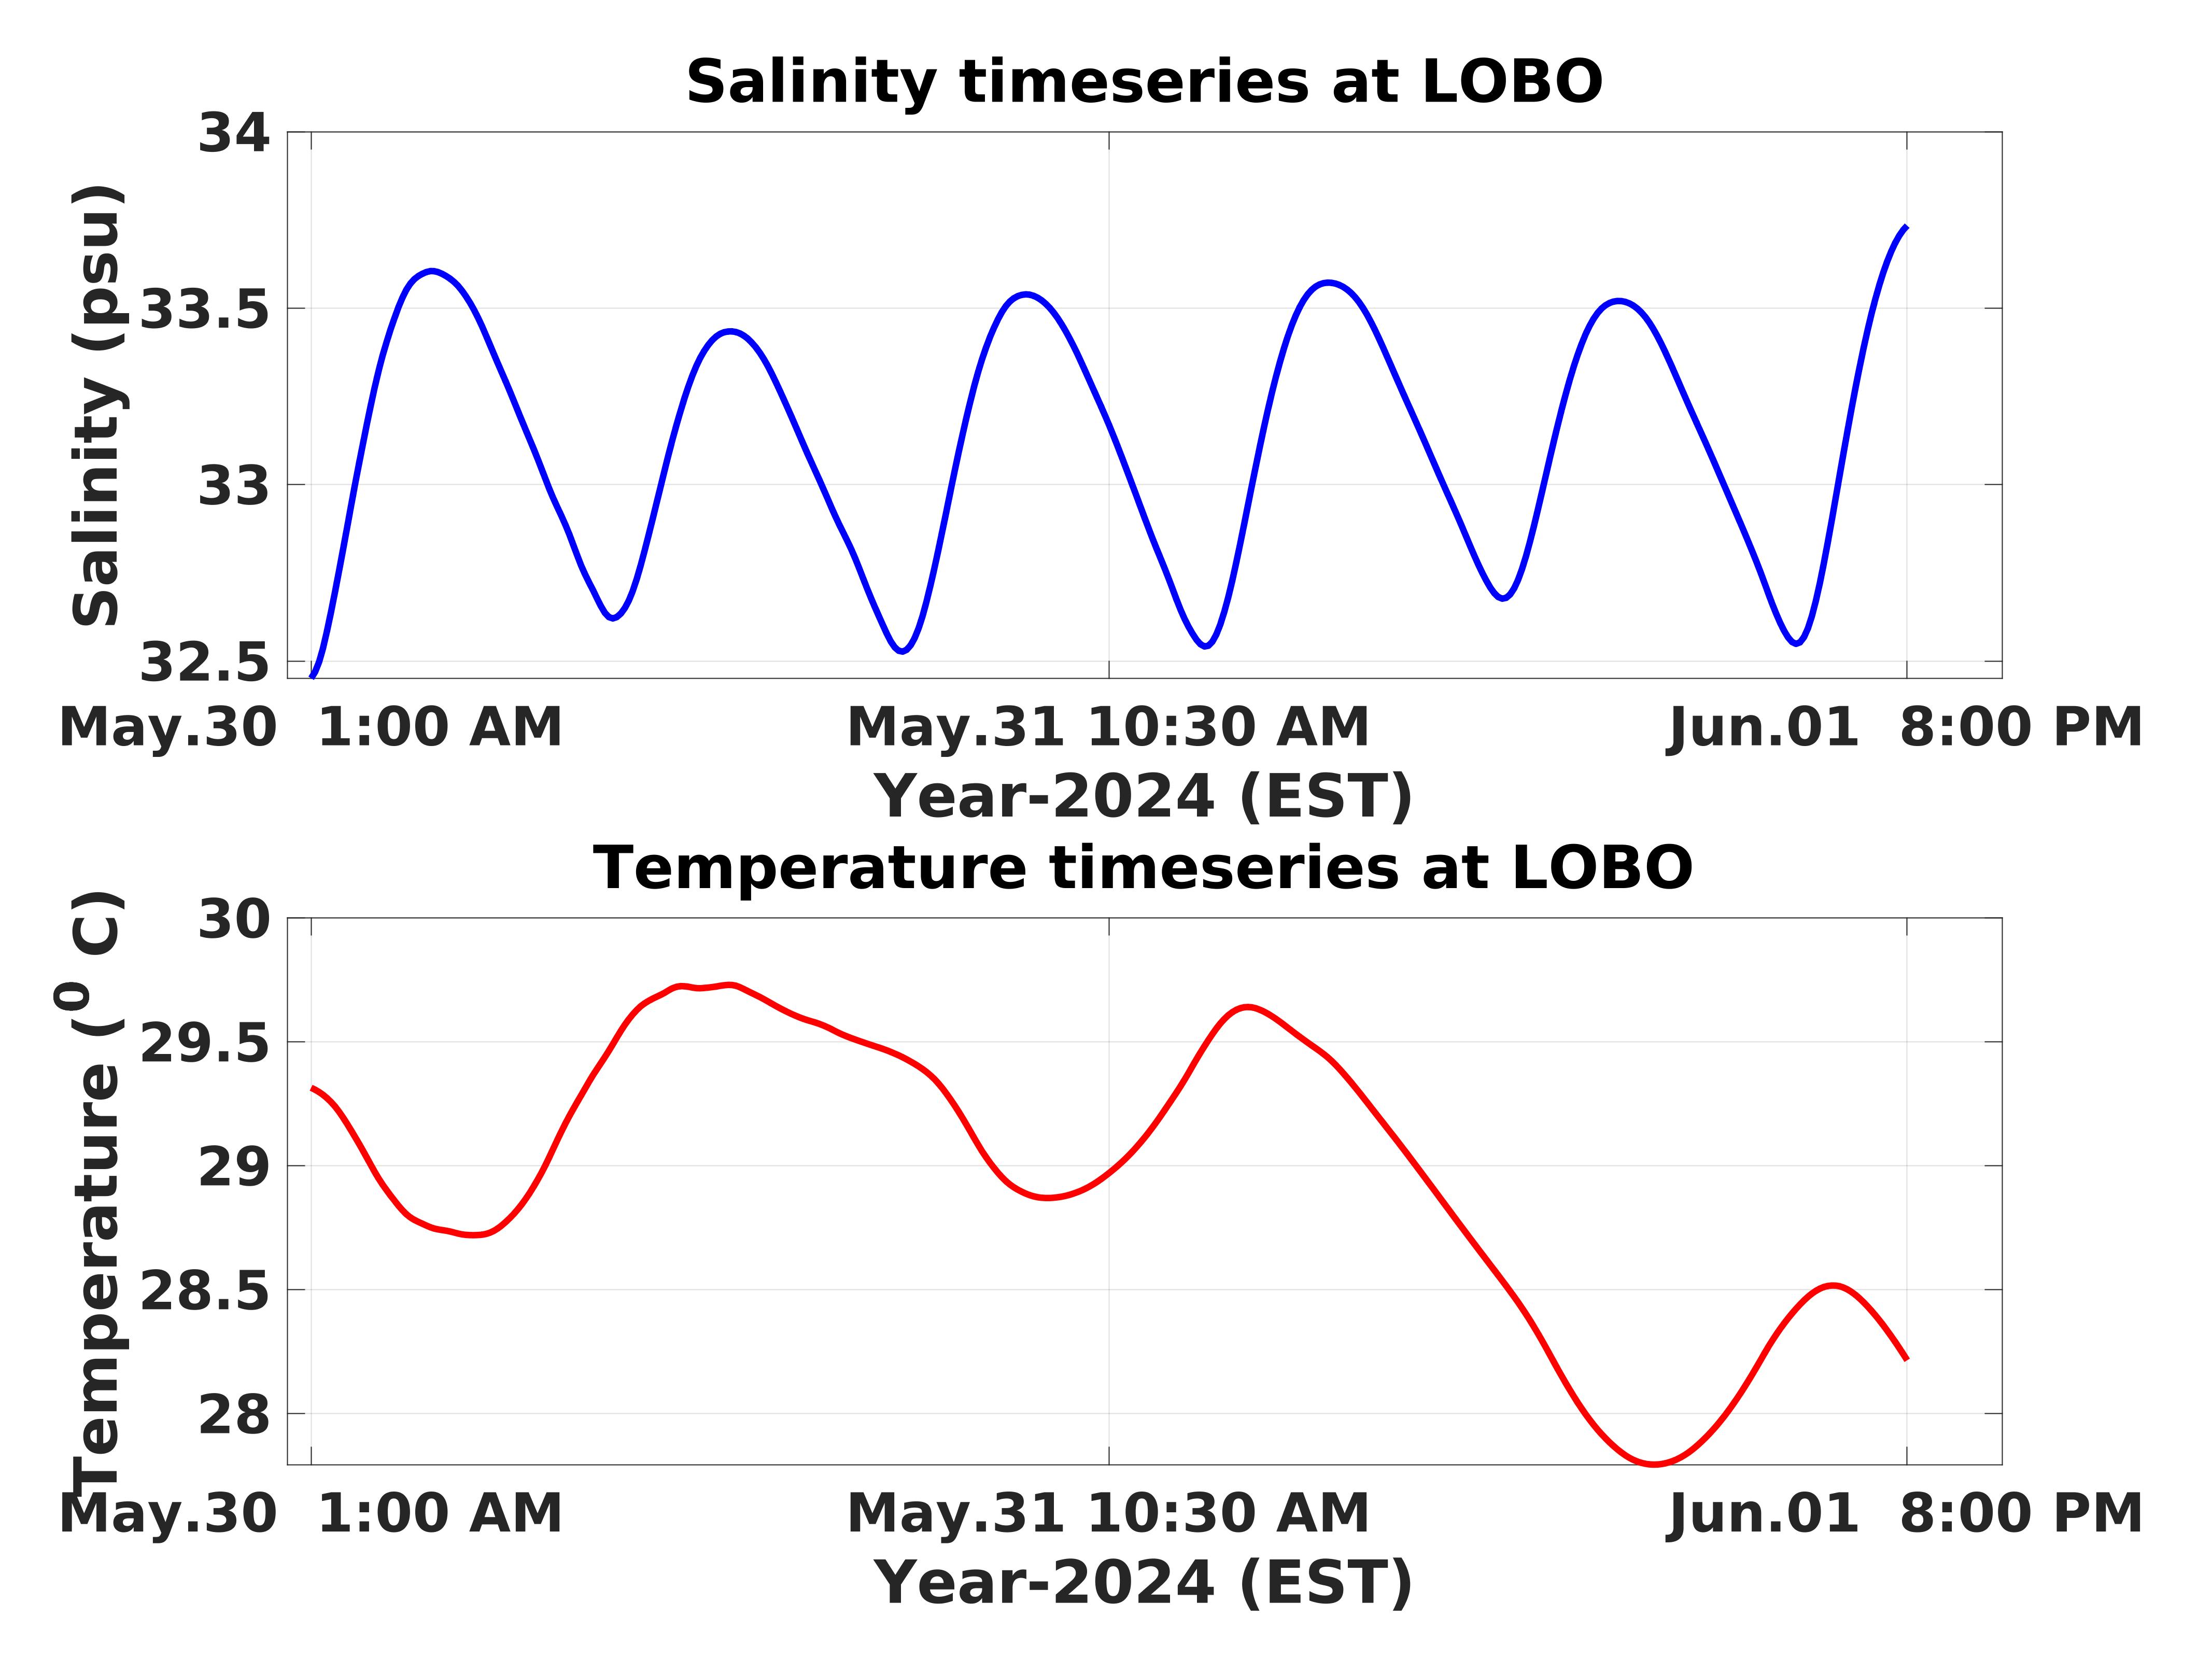 Salinity timeseries at LOBO
Salinity (psu)
34
33.5
33
32.5
May.30 1:00 AM May.31 10:30 AM Jun.01 8:00 PM
Year-2024 (EST)
Temperature timeseries at LOBO
Temperature (⁰ C)
30
29.5
29
28.5
28
May.30 1:00 AM May.31 10:30 AM Jun.01 8:00 PM
Year-2024 (EST)